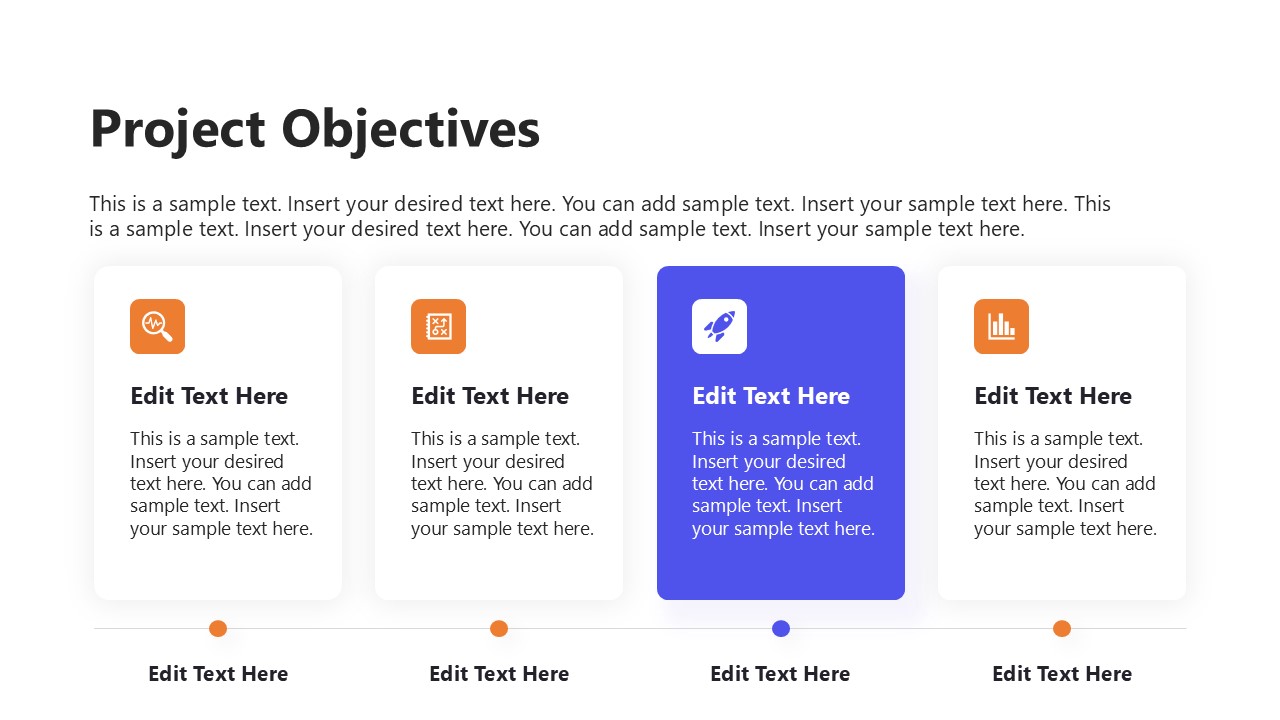 Project Objectives
This is a sample text. Insert your desired text here. You can add sample text. Insert your sample text here. This
is a sample text. Insert your desired text here. You can add sample text. Insert your sample text here.
Edit Text Here
This is a sample text.
Insert your desired
text here. You can add
sample text. Insert
your sample text here.
Edit Text Here
This is a sample text.
Insert your desired
text here. You can add
sample text. Insert
your sample text here.
Edit Text Here
This is a sample text.
Insert your desired
text here. You can add
sample text. Insert
your sample text here.
Edit Text Here
This is a sample text.
Insert your desired
text here. You can add
sample text. Insert
your sample text here.
Edit Text Here
Edit Text Here
Edit Text Here
Edit Text Here